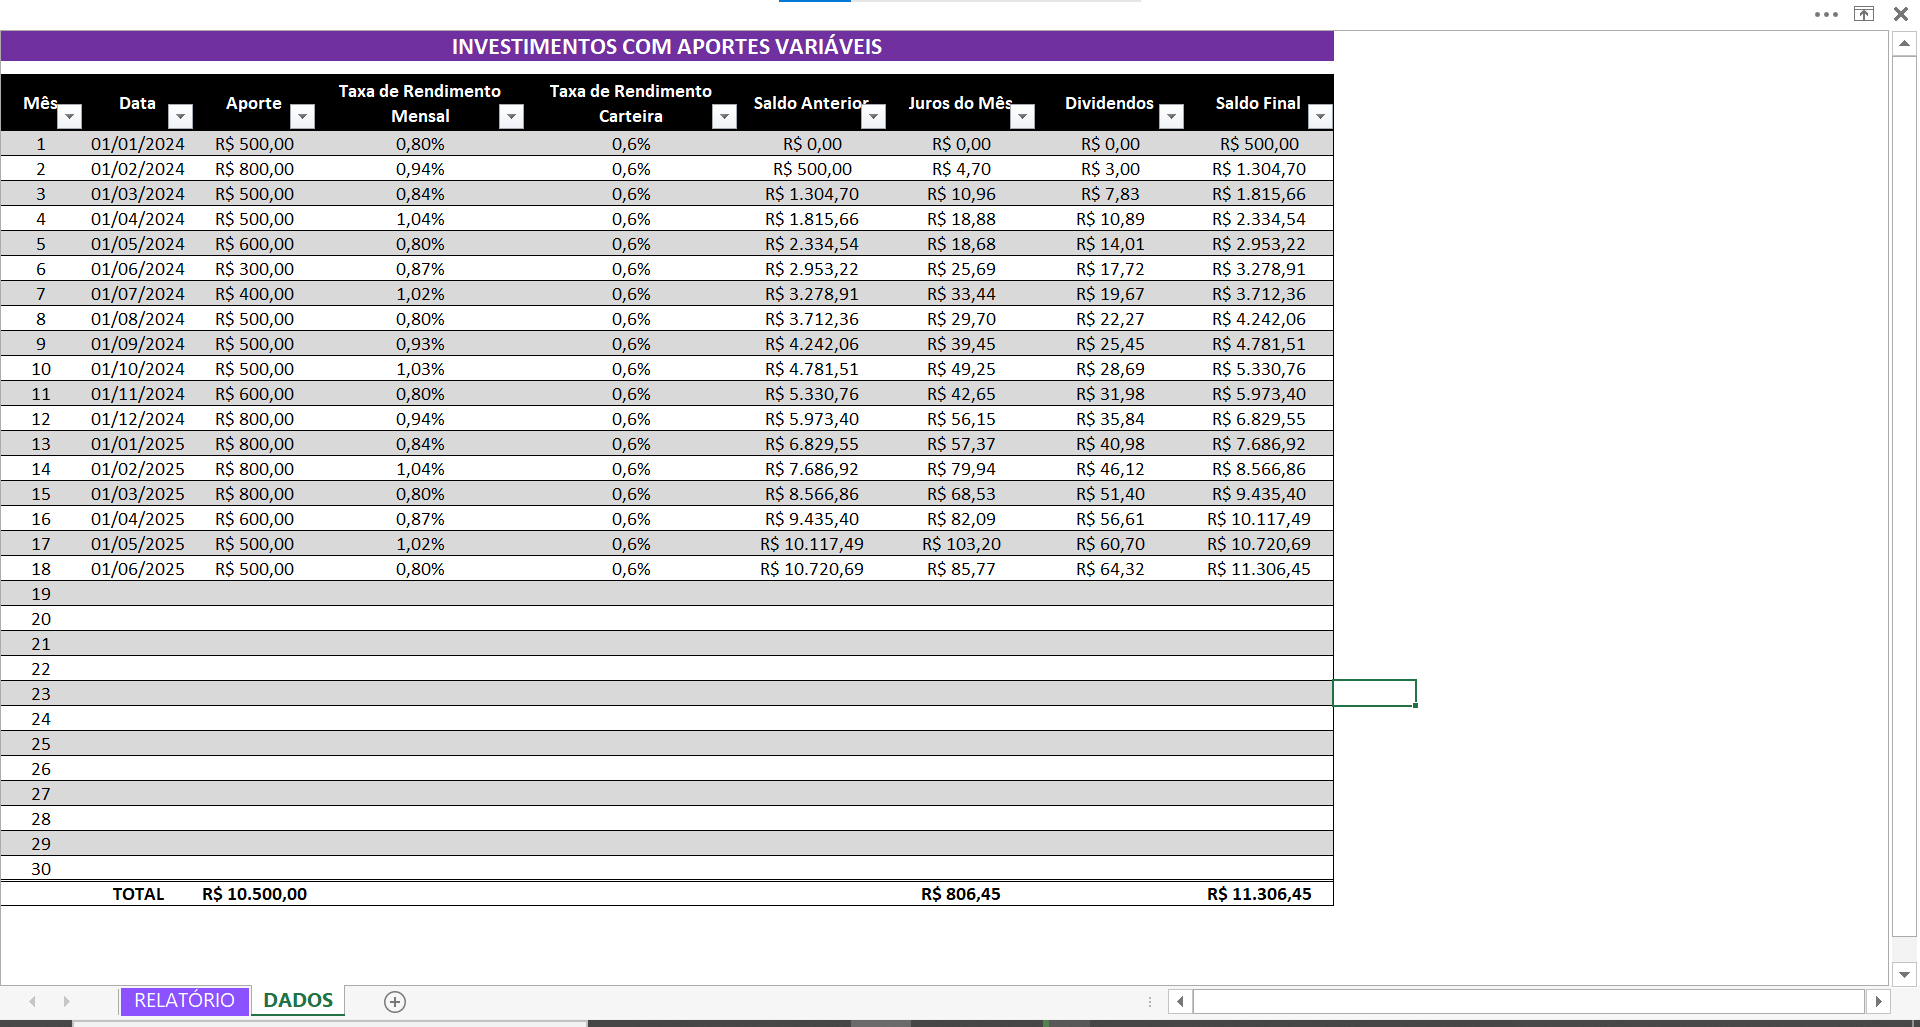 INVESTIMENTOS COM APORTES VARIÁVEIS
Mês Data Aporte Taxa de Rendimento Mensal Taxa de Rendimento Carteira Saldo Anterior Juros do Mês Dividendos Saldo Final
1 01/01/2024 R$ 500,00 0,80% 0,6% R$ 0,00 R$ 0,00 R$ 0,00 R$ 500,00
2 01/02/2024 R$ 800,00 0,94% 0,6% R$ 500,00 R$ 4,70 R$ 3,00 R$ 1.304,70
3 01/03/2024 R$ 500,00 0,84% 0,6% R$ 1.304,70 R$ 10,96 R$ 7,83 R$ 1.815,66
4 01/04/2024 R$ 500,00 1,04% 0,6% R$ 1.815,66 R$ 18,88 R$ 10,89 R$ 2.334,54
5 01/05/2024 R$ 600,00 0,80% 0,6% R$ 2.334,54 R$ 18,68 R$ 14,01 R$ 2.953,22
6 01/06/2024 R$ 300,00 0,87% 0,6% R$ 2.953,22 R$ 25,69 R$ 17,72 R$ 3.278,91
7 01/07/2024 R$ 400,00 1,02% 0,6% R$ 3.278,91 R$ 33,44 R$ 19,67 R$ 3.712,36
8 01/08/2024 R$ 500,00 0,80% 0,6% R$ 3.712,36 R$ 29,70 R$ 22,27 R$ 4.242,06
9 01/09/2024 R$ 500,00 0,93% 0,6% R$ 4.242,06 R$ 39,45 R$ 25,45 R$ 4.781,51
10 01/10/2024 R$ 500,00 1,03% 0,6% R$ 4.781,51 R$ 49,25 R$ 28,69 R$ 5.330,76
11 01/11/2024 R$ 600,00 0,80% 0,6% R$ 5.330,76 R$ 42,65 R$ 31,98 R$ 5.973,40
12 01/12/2024 R$ 800,00 0,94% 0,6% R$ 5.973,40 R$ 56,15 R$ 35,84 R$ 6.829,55
13 01/01/2025 R$ 800,00 0,84% 0,6% R$ 6.829,55 R$ 57,37 R$ 40,98 R$ 7.686,92
14 01/02/2025 R$ 800,00 1,04% 0,6% R$ 7.686,92 R$ 79,94 R$ 46,12 R$ 8.566,86
15 01/03/2025 R$ 800,00 0,80% 0,6% R$ 8.566,86 R$ 68,53 R$ 51,40 R$ 9.435,40
16 01/04/2025 R$ 600,00 0,87% 0,6% R$ 9.435,40 R$ 82,09 R$ 56,61 R$ 10.117,49
17 01/05/2025 R$ 500,00 1,02% 0,6% R$ 10.117,49 R$ 103,20 R$ 60,70 R$ 10.720,69
18 01/06/2025 R$ 500,00 0,80% 0,6% R$ 10.720,69 R$ 85,77 R$ 64,32 R$ 11.306,45
19
20
21
22
23
24
25
26
27
28
29
30
TOTAL R$ 10.500,00 R$ 806,45 R$ 11.306,45
RELATÓRIO DADOS